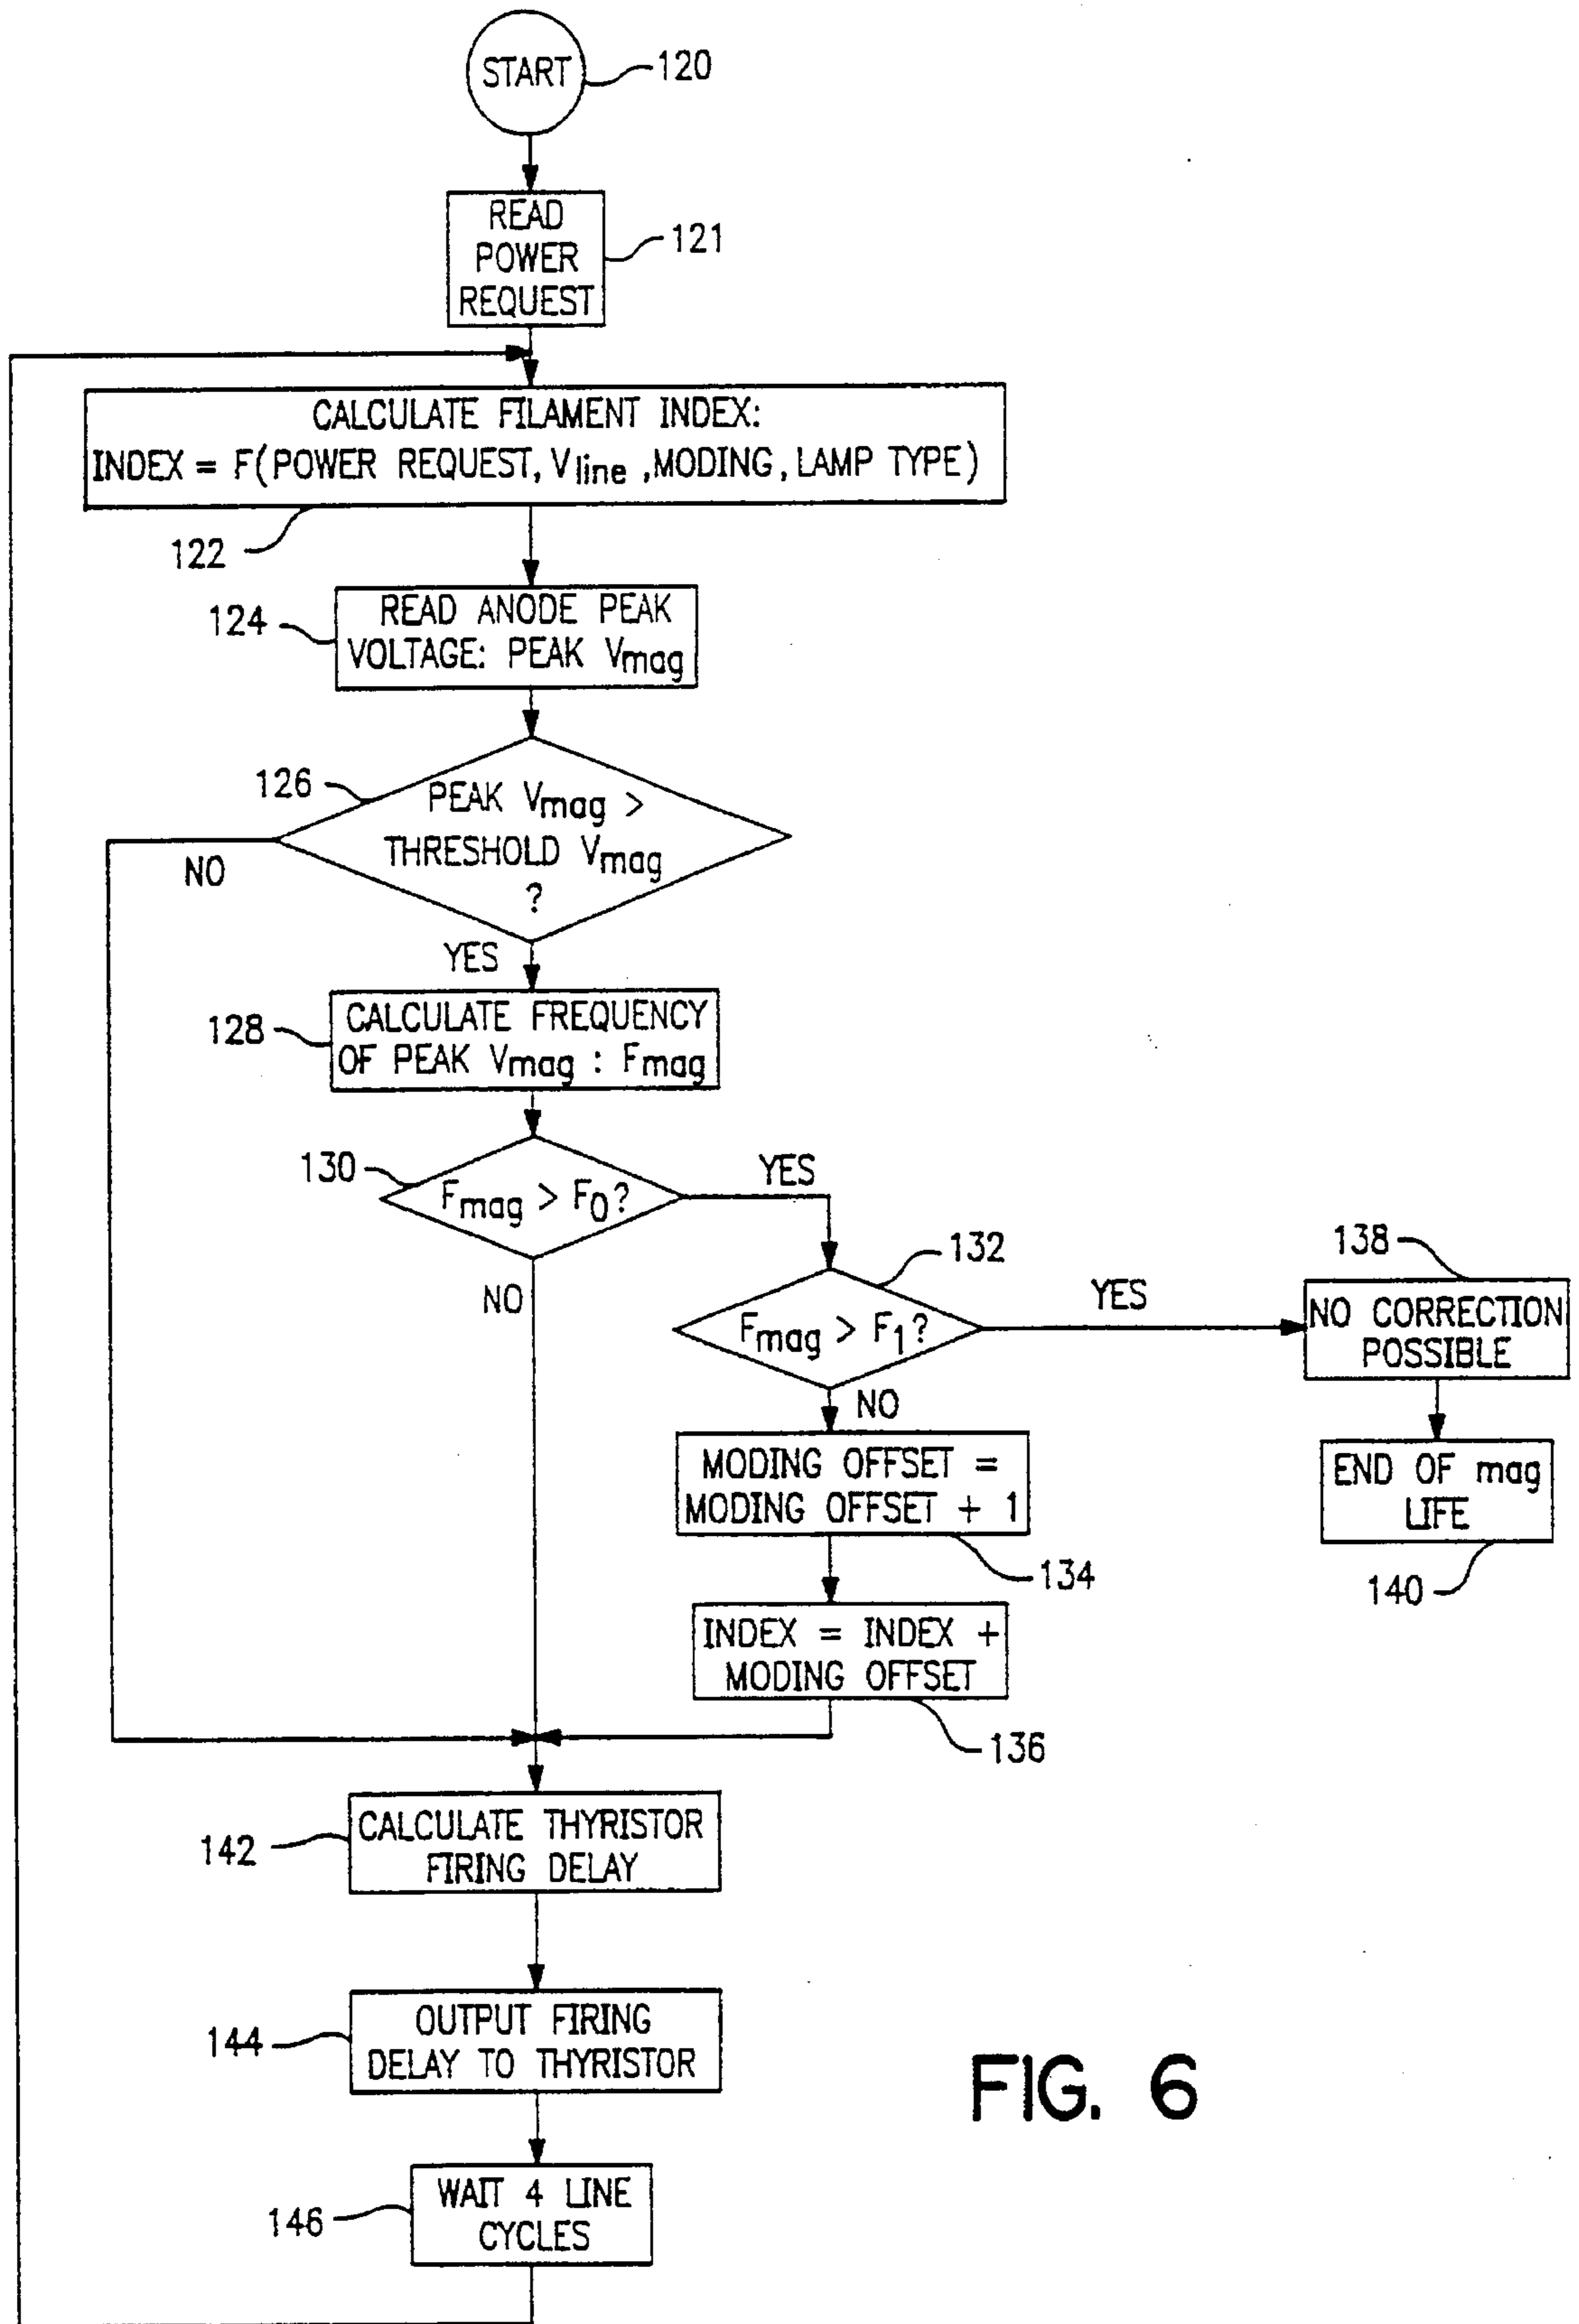 START
120
READ
POWER
REQUEST
121
CALCULATE FILAMENT INDEX:
INDEX = F(POWER REQUEST, Vline ,MODING, LAMP TYPE)
122
READ ANODE PEAK
VOLTAGE: PEAK Vmag
124
126
PEAK Vmag >
THRESHOLD Vmag
?
NO
YES
CALCULATE FREQUENCY
OF PEAK Vmag : Fmag
128
130
Fmag > F0?
YES
NO
132
Fmag > F1?
YES
NO
138
NO CORRECTION
POSSIBLE
END OF mag
LIFE
140
MODING OFFSET =
MODING OFFSET + 1
134
INDEX = INDEX +
MODING OFFSET
136
CALCULATE THYRISTOR
FIRING DELAY
142
OUTPUT FIRING
DELAY TO THYRISTOR
144
WAIT 4 LINE
CYCLES
146
FIG. 6